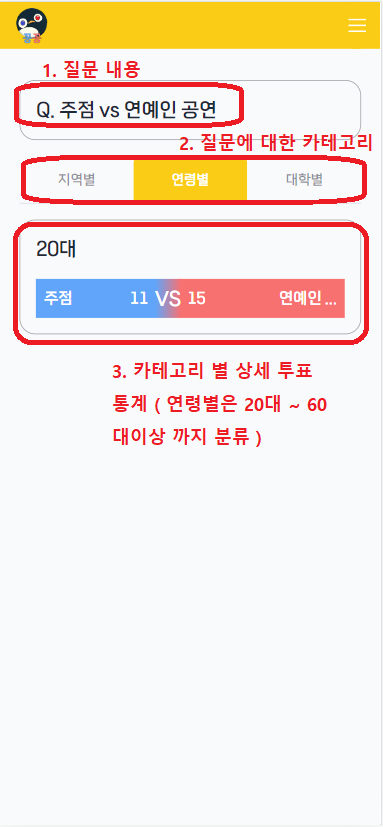 1. 질문 내용
Q. 주점 vs 연예인 공연
2. 질문에 대한 카테고리
지역별 연령별 대학별
20대
주점 11 VS 15 연예인 ...
3. 카테고리 별 상세 투표
통계 ( 연령별은 20대 ~ 60
대이상 까지 분류 )